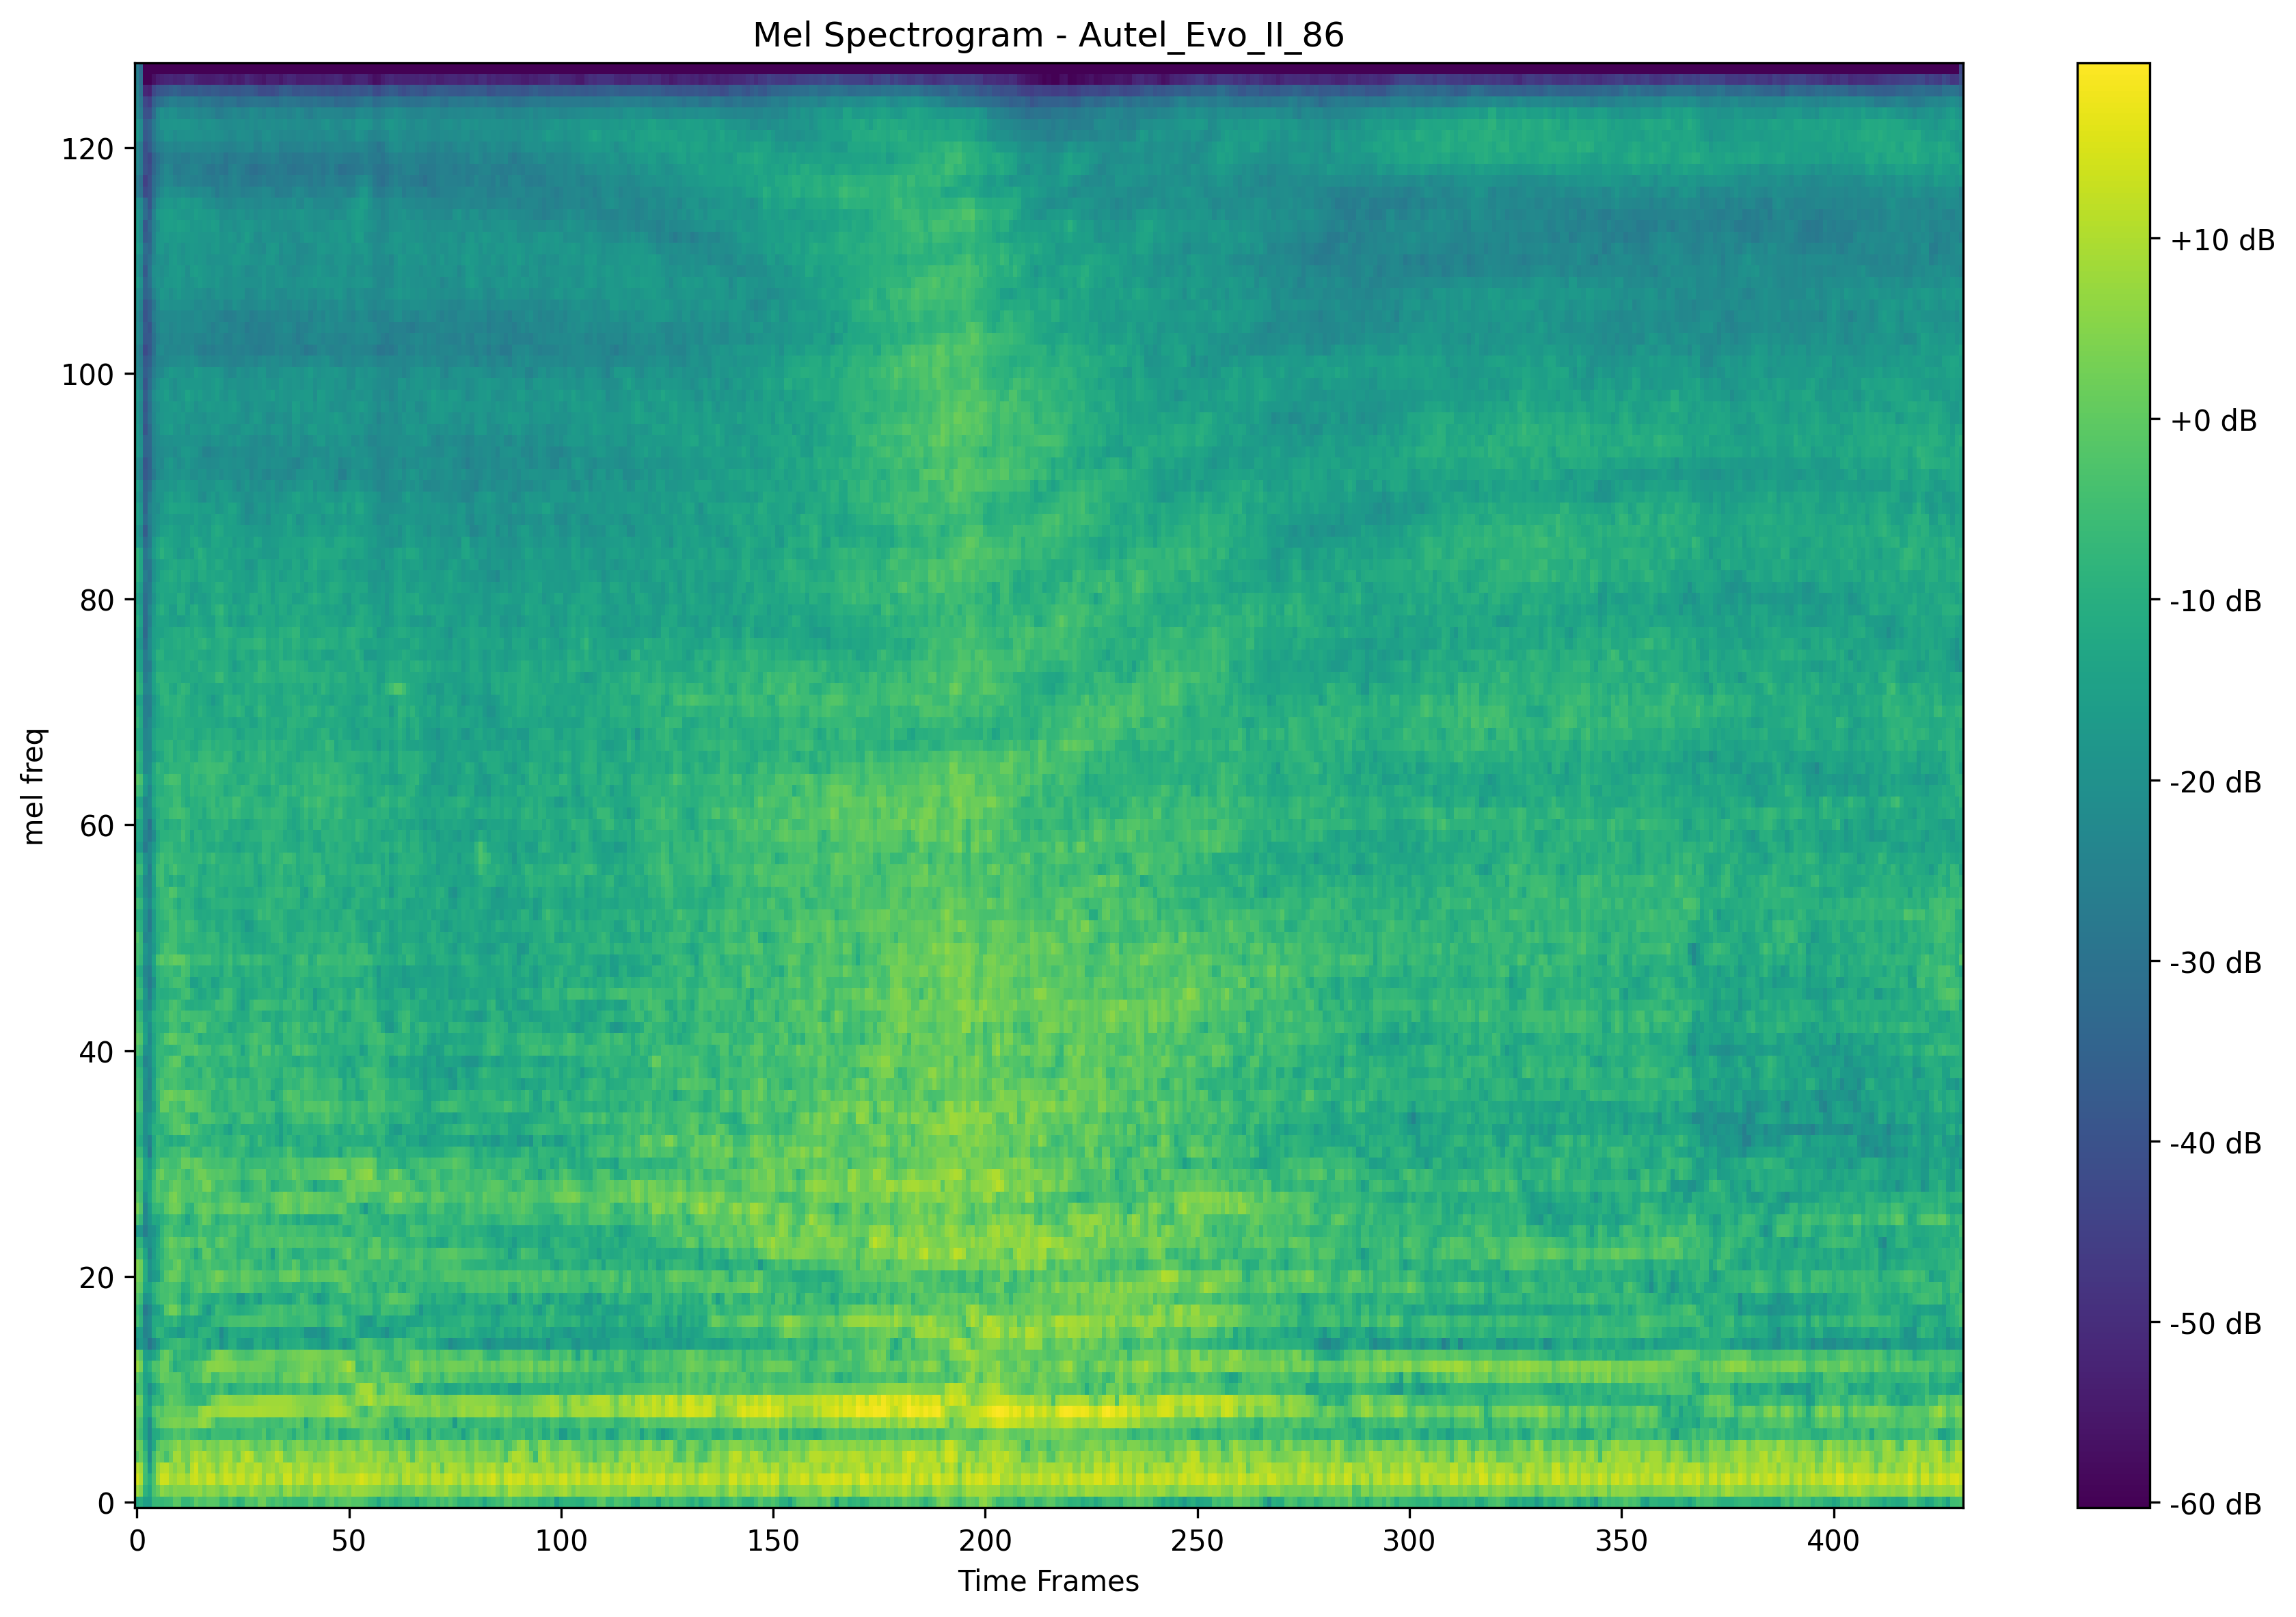 Mel Spectrogram - Autel_Evo_II_86
mel freq
120
100
80
60
40
20
0
0 50 100 150 200 250 300 350 400
Time Frames
+10 dB
+0 dB
-10 dB
-20 dB
-30 dB
-40 dB
-50 dB
-60 dB